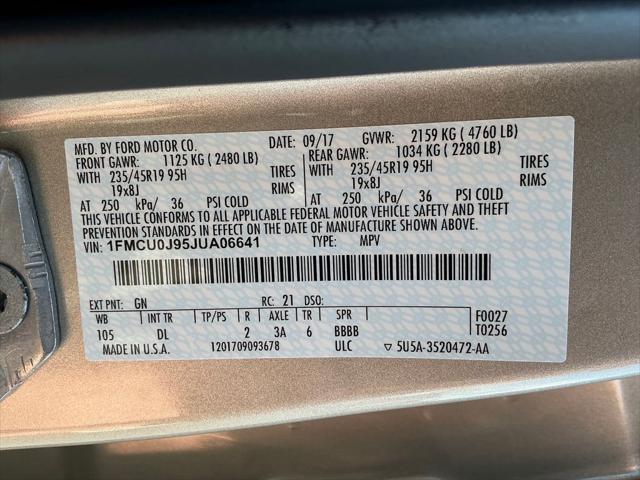 MFD. BY FORD MOTOR CO. DATE: 09/17 GVWR: 2159 KG ( 4760 LB)
FRONT GAWR: 1125 KG ( 2480 LB) REAR GAWR: 1034 KG ( 2280 LB)
WITH 235/45R19 95H TIRES WITH 235/45R19 95H TIRES
19x8J RIMS 19x8J RIMS
AT 250 kPa/ 36 PSI COLD AT 250 kPa/ 36 PSI COLD
THIS VEHICLE CONFORMS TO ALL APPLICABLE FEDERAL MOTOR VEHICLE SAFETY AND THEFT
PREVENTION STANDARDS IN EFFECT ON THE DATE OF MANUFACTURE SHOWN ABOVE.
VIN: 1FMCU0J95JUA06641 TYPE: MPV
EXT PNT: GN RC: 21 DSO:
WB INT TR TP/PS R AXLE TR SPR F0027
105 DL 2 3A 6 BBBB T0256
MADE IN U.S.A. 1201709093678 ULC ▽ 5U5A-3520472-AA